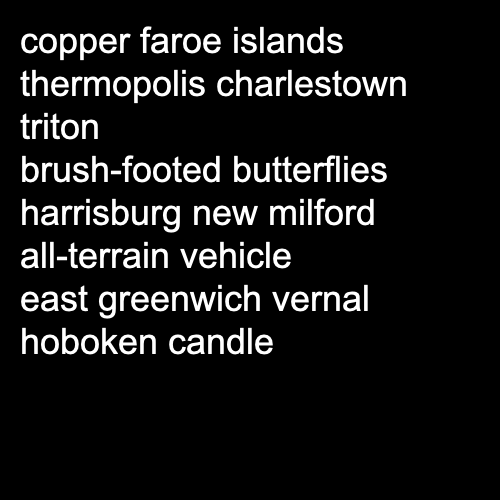 copper faroe islands
thermopolis charlestown
triton
brush-footed butterflies
harrisburg new milford
all-terrain vehicle
east greenwich vernal
hoboken candle